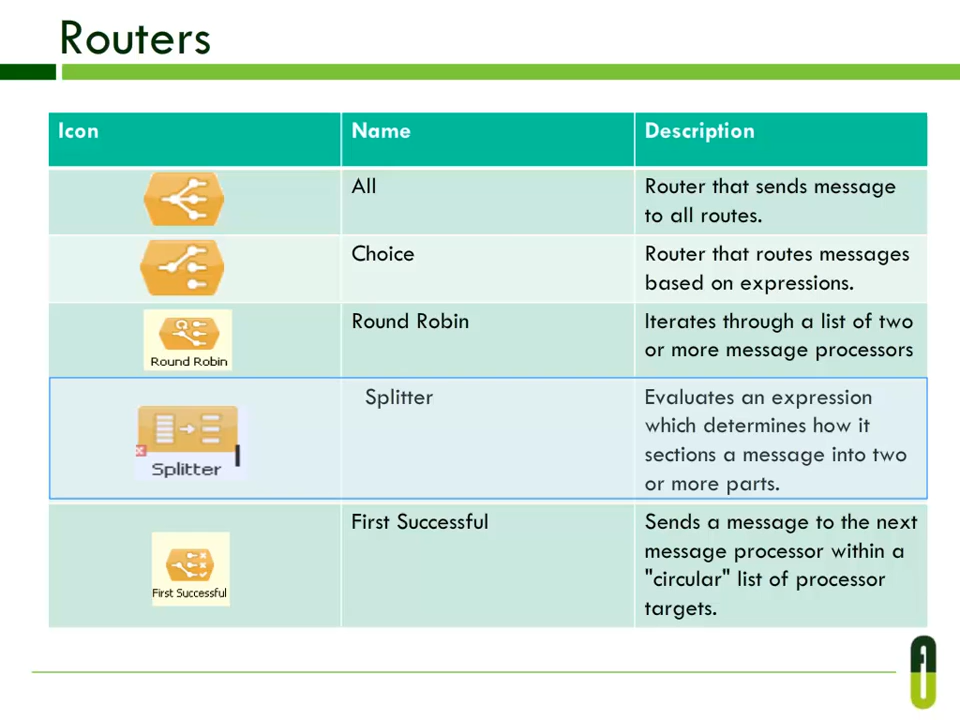 Routers
Icon
Name
Description
All
Router that sends message
to all routes.
Choice
Router that routes messages
based on expressions.
Round Robin
Round Robin
Iterates through a list of two
or more message processors
Splitter
Splitter
Evaluates an expression
which determines how it
sections a message into two
or more parts.
First Successful
First Successful
Sends a message to the next
message processor within a
"circular" list of processor
targets.